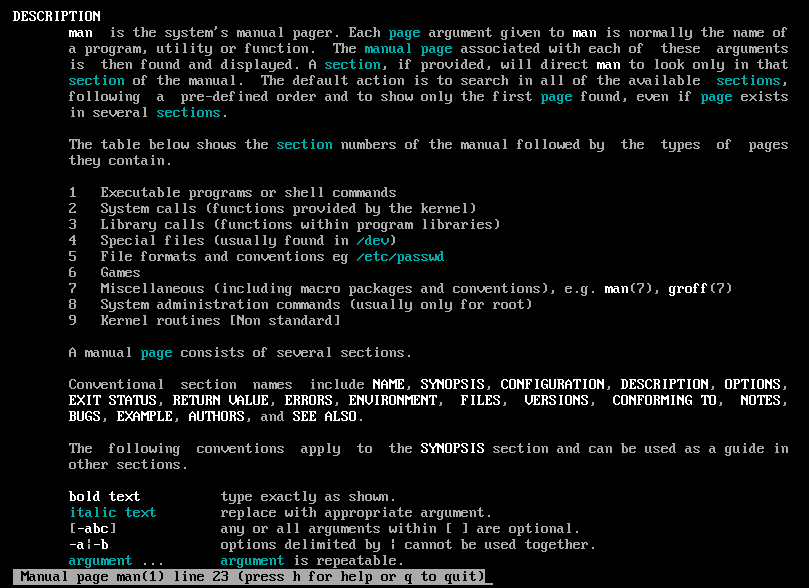 DESCRIPTION
man is the system's manual pager. Each page argument given to man is normally the name of
a program, utility or function. The manual page associated with each of these arguments
is then found and displayed. A section, if provided, will direct man to look only in that
section of the manual. The default action is to search in all of the available sections,
following a pre-defined order and to show only the first page found, even if page exists
in several sections.
The table below shows the section numbers of the manual followed by the types of pages
they contain.
1 Executable programs or shell commands
2 System calls (functions provided by the kernel)
3 Library calls (functions within program libraries)
4 Special files (usually found in /dev)
5 File formats and conventions eg /etc/passwd
6 Games
7 Miscellaneous (including macro packages and conventions), e.g. man(7), groff(7)
8 System administration commands (usually only for root)
9 Kernel routines [Non standard]
A manual page consists of several sections.
Conventional section names include NAME, SYNOPSIS, CONFIGURATION, DESCRIPTION, OPTIONS,
EXIT STATUS, RETURN VALUE, ERRORS, ENVIRONMENT, FILES, VERSIONS, CONFORMING TO, NOTES,
BUGS, EXAMPLE, AUTHORS, and SEE ALSO.
The following conventions apply to the SYNOPSIS section and can be used as a guide in
other sections.
bold text type exactly as shown.
italic text replace with appropriate argument.
[-abc] any or all arguments within [ ] are optional.
-a|-b options delimited by | cannot be used together.
argument ... argument is repeatable.
Manual page man(1) line 23 (press h for help or q to quit)